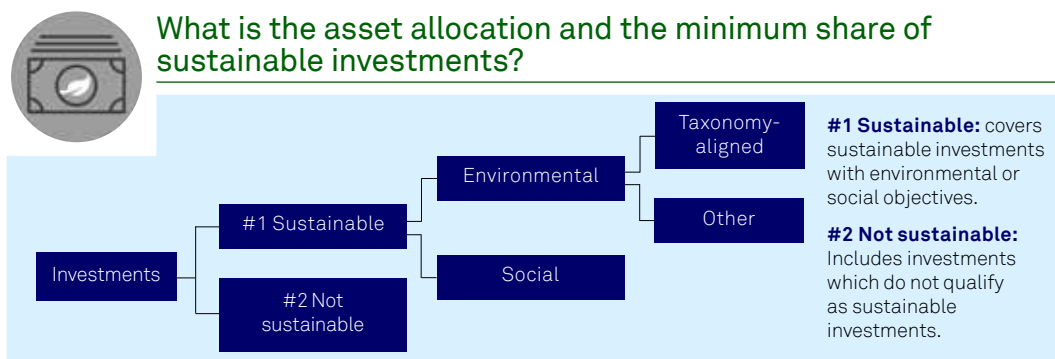 What is the asset allocation and the minimum share of
sustainable investments?
Investments
#1 Sustainable
#2 Not
sustainable
Environmental
Social
Taxonomy-
aligned
Other
#1 Sustainable: covers
sustainable investments
with environmental or
social objectives.
#2 Not sustainable:
Includes investments
which do not qualify
as sustainable
investments.